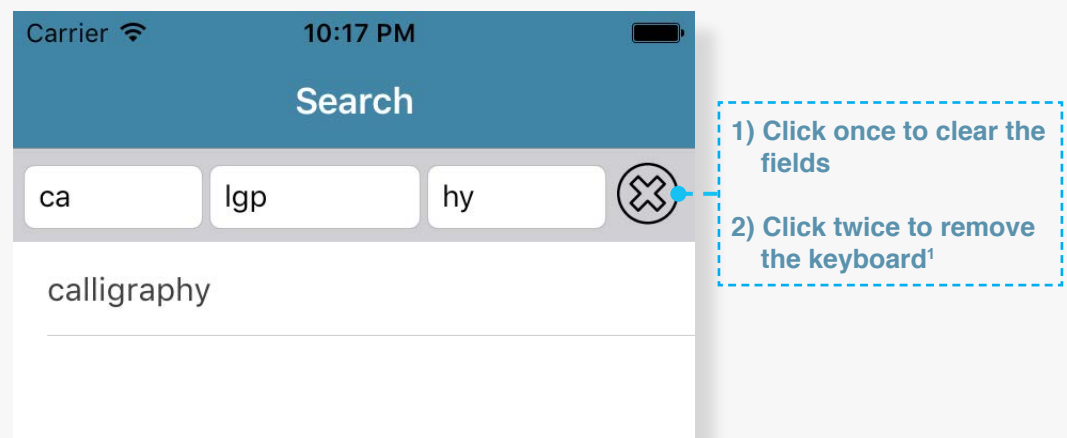 Carrier 10:17 PM
Search
ca lgp hy
calligraphy
1) Click once to clear the
fields
2) Click twice to remove
the keyboard¹